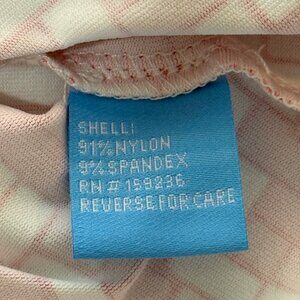 SHELL:
91% NYLON
9% SPANDEX
RN # 159236
REVERSE FOR CARE